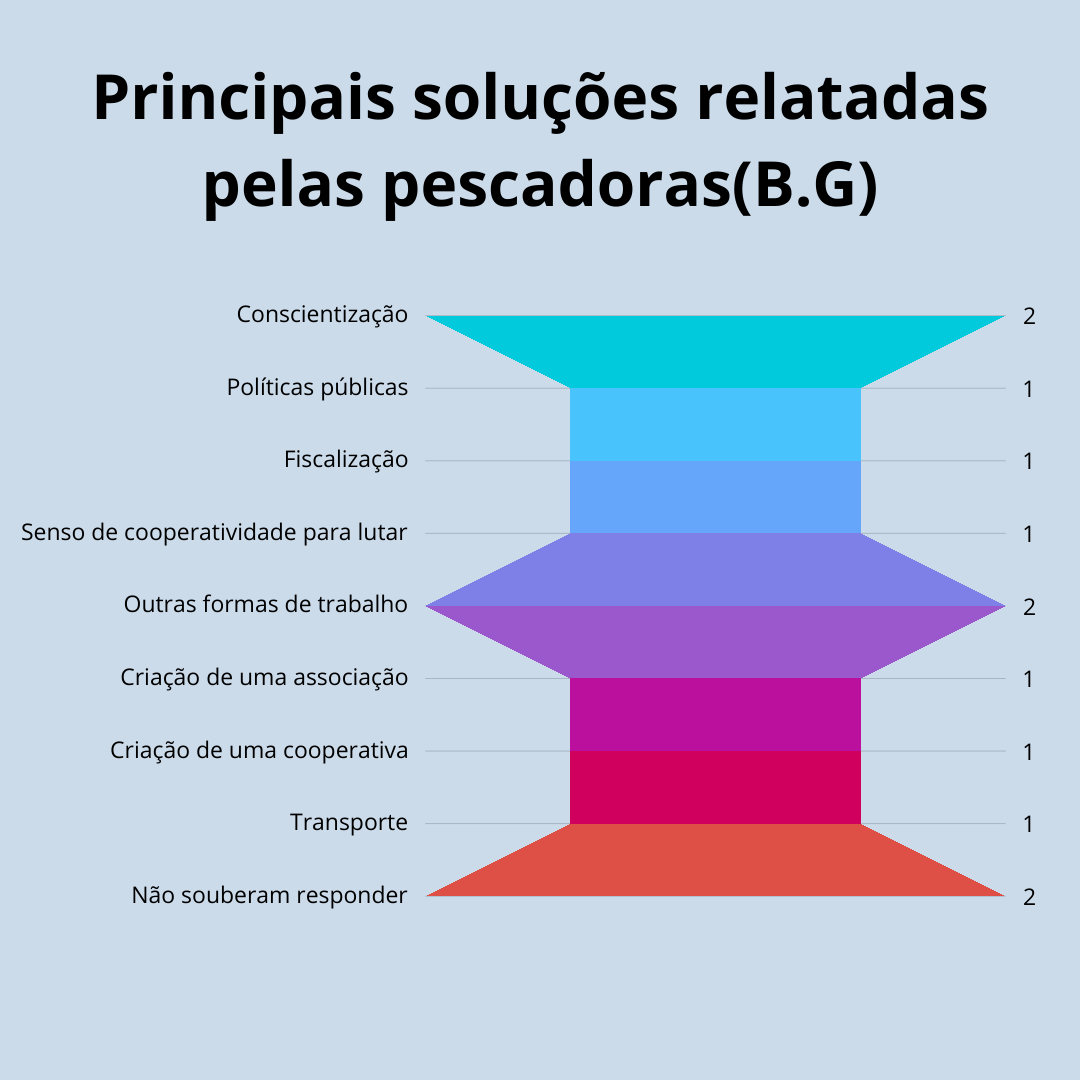 Principais soluções relatadas
pelas pescadoras(B.G)
Conscientização 2
Políticas públicas 1
Fiscalização 1
Senso de cooperatividade para lutar 1
Outras formas de trabalho 2
Criação de uma associação 1
Criação de uma cooperativa 1
Transporte 1
Não souberam responder 2